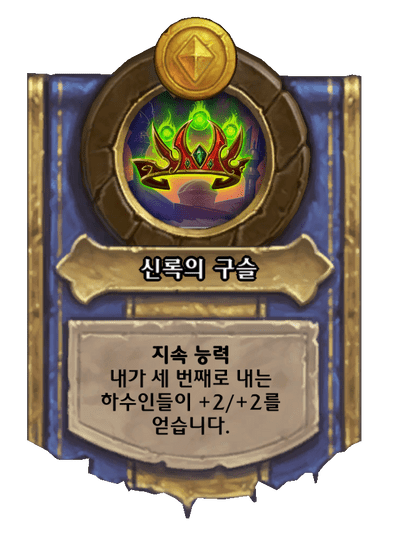 신록의 구슬
지속 능력
내가 세 번째로 내는
하수인들이 +2/+2를
얻습니다.